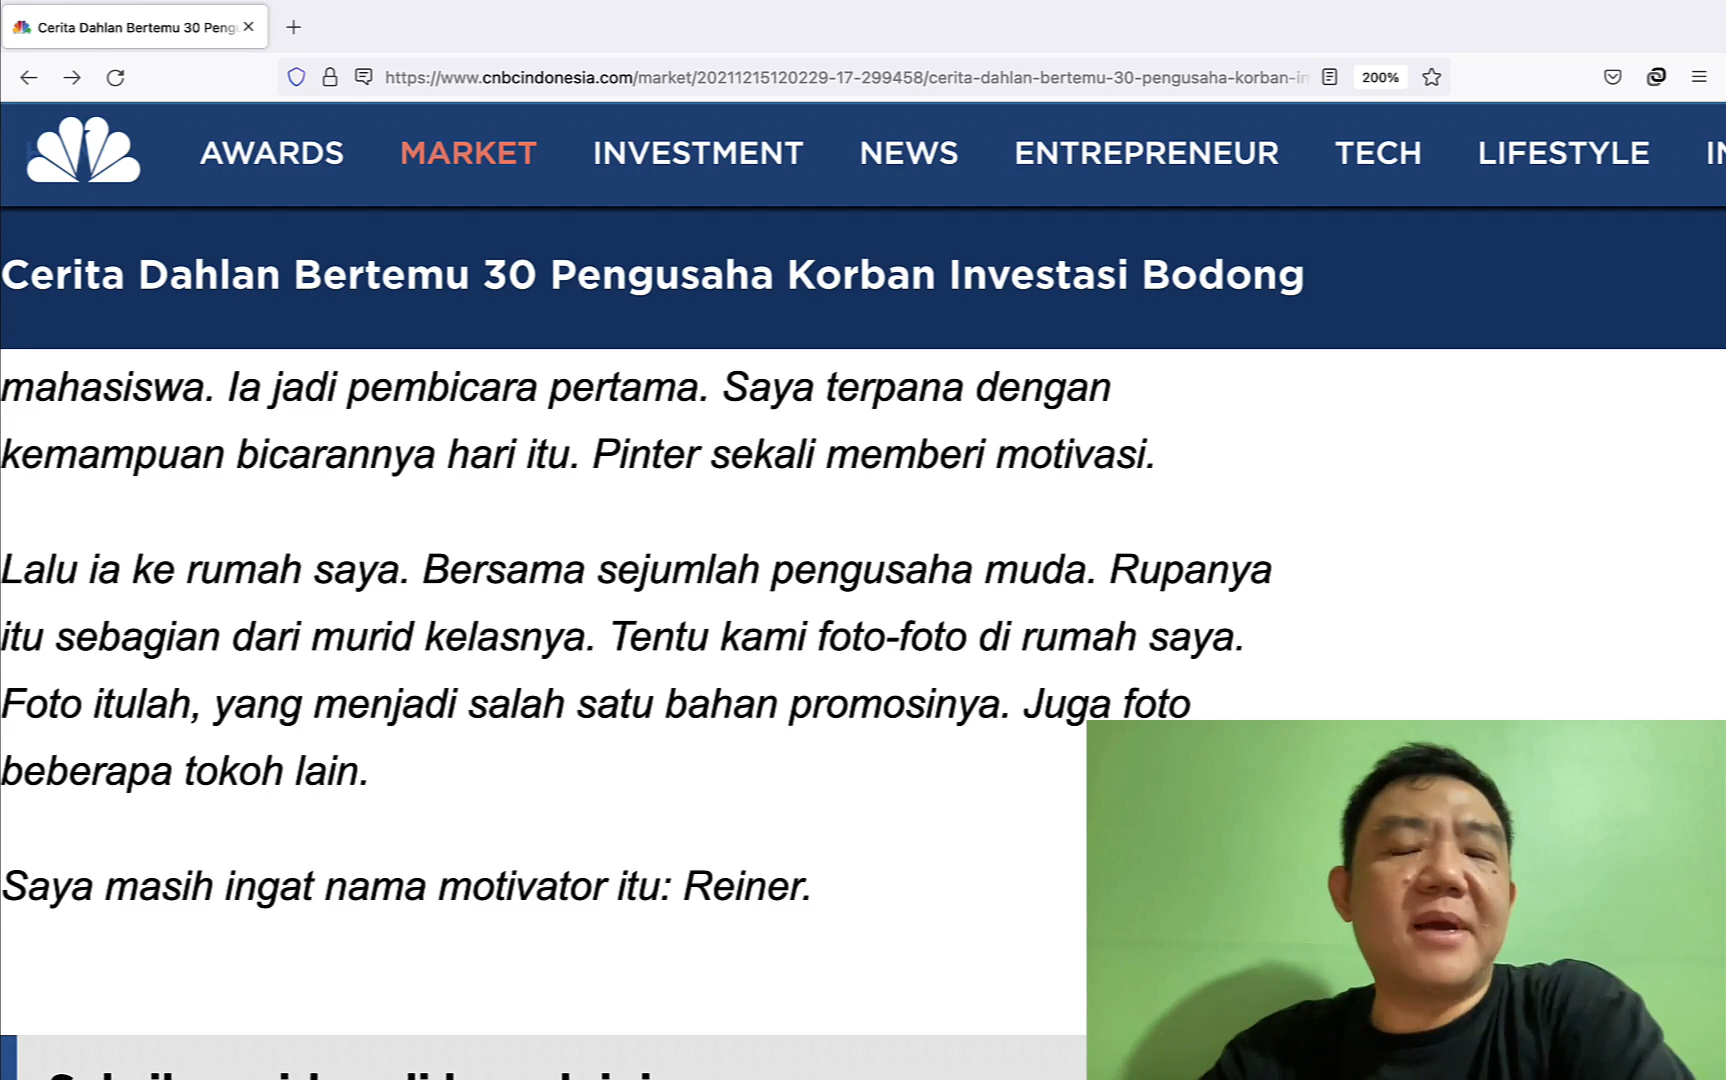 Cerita Dahlan Bertemu 30 Peng
https://www.cnbcindonesia.com/market/20211215120229-17-299458/cerita-dahlan-bertemu-30-pengusaha-korban-in
200%
AWARDS MARKET INVESTMENT NEWS ENTREPRENEUR TECH LIFESTYLE
Cerita Dahlan Bertemu 30 Pengusaha Korban Investasi Bodong
mahasiswa. Ia jadi pembicara pertama. Saya terpana dengan
kemampuan bicarannya hari itu. Pinter sekali memberi motivasi.
Lalu ia ke rumah saya. Bersama sejumlah pengusaha muda. Rupanya
itu sebagian dari murid kelasnya. Tentu kami foto-foto di rumah saya.
Foto itulah, yang menjadi salah satu bahan promosinya. Juga foto
beberapa tokoh lain.
Saya masih ingat nama motivator itu: Reiner.